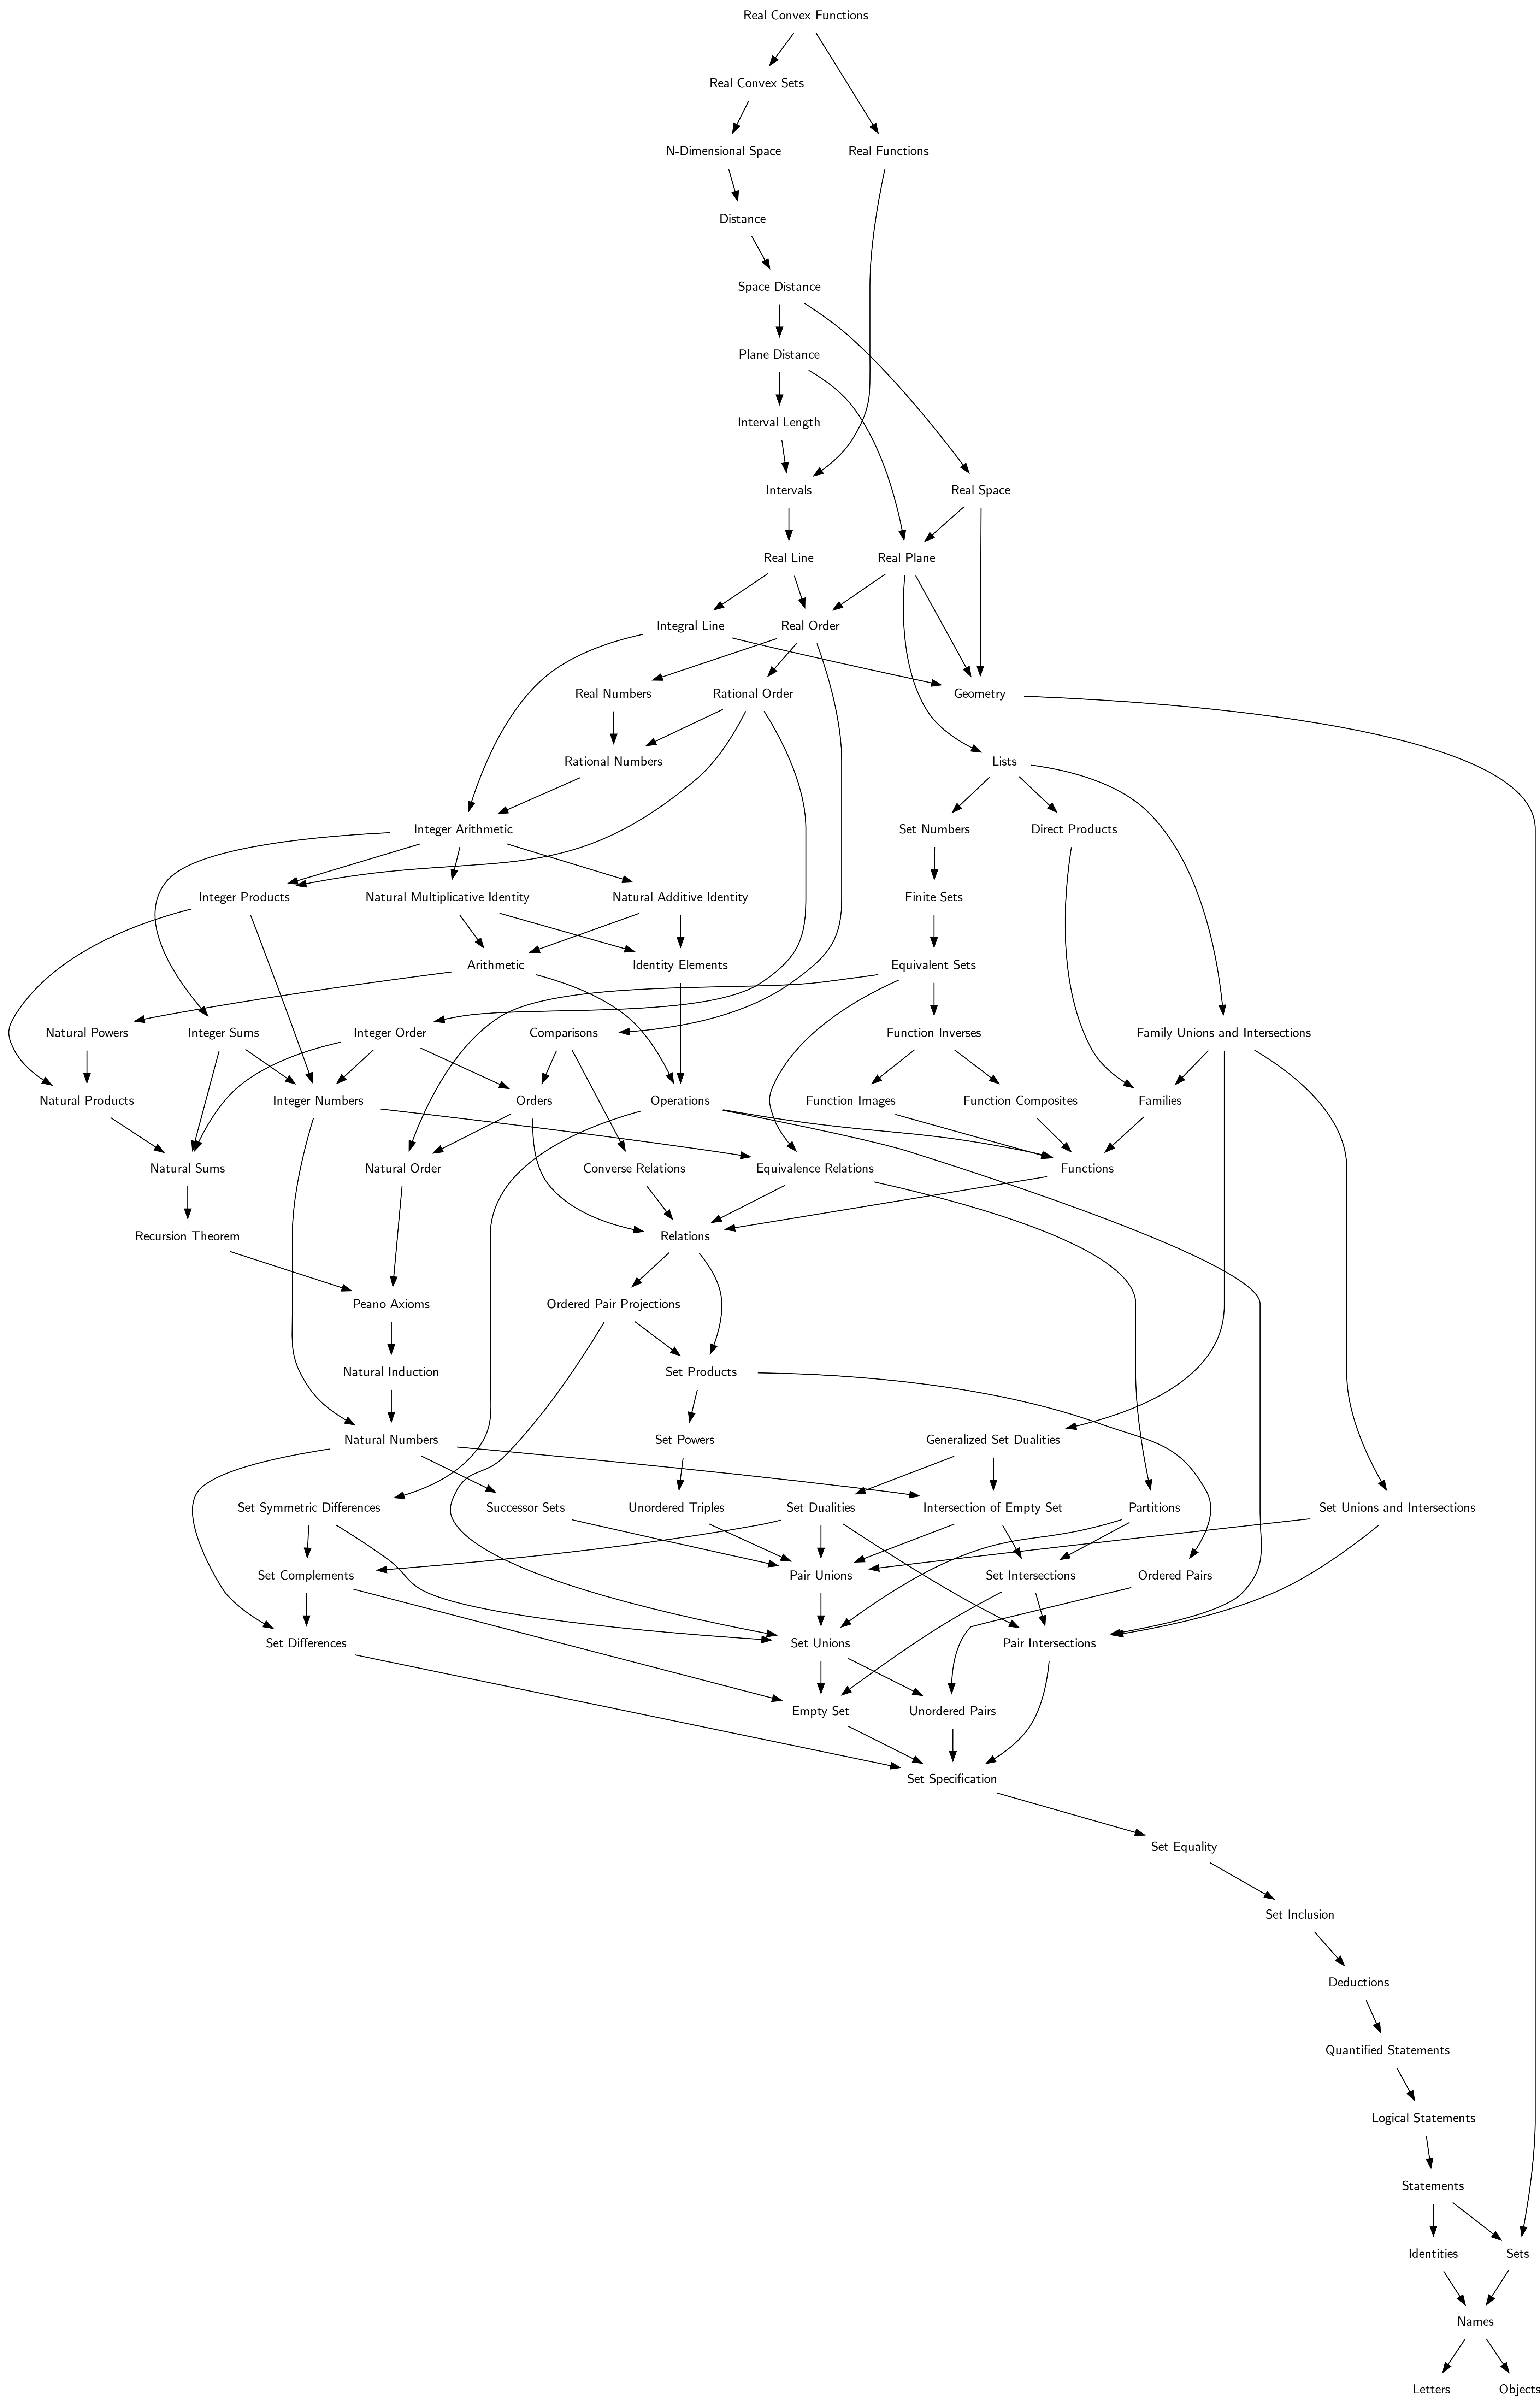 Real Convex Functions
Real Convex Sets
N-Dimensional Space
Real Functions
Distance
Space Distance
Plane Distance
Interval Length
Intervals
Real Space
Real Line
Real Plane
Integral Line
Real Order
Real Numbers
Rational Order
Geometry
Rational Numbers
Lists
Integer Arithmetic
Set Numbers
Direct Products
Integer Products
Natural Multiplicative Identity
Natural Additive Identity
Finite Sets
Arithmetic
Identity Elements
Equivalent Sets
Natural Powers
Integer Sums
Integer Order
Comparisons
Function Inverses
Family Unions and Intersections
Natural Products
Integer Numbers
Orders
Operations
Function Images
Function Composites
Families
Natural Sums
Natural Order
Converse Relations
Equivalence Relations
Functions
Recursion Theorem
Relations
Peano Axioms
Ordered Pair Projections
Natural Induction
Set Products
Natural Numbers
Set Powers
Generalized Set Dualities
Set Symmetric Differences
Successor Sets
Unordered Triples
Set Dualities
Intersection of Empty Set
Partitions
Set Unions and Intersections
Set Complements
Pair Unions
Set Intersections
Ordered Pairs
Set Differences
Set Unions
Pair Intersections
Empty Set
Unordered Pairs
Set Specification
Set Equality
Set Inclusion
Deductions
Quantified Statements
Logical Statements
Statements
Identities
Sets
Names
Letters
Objects